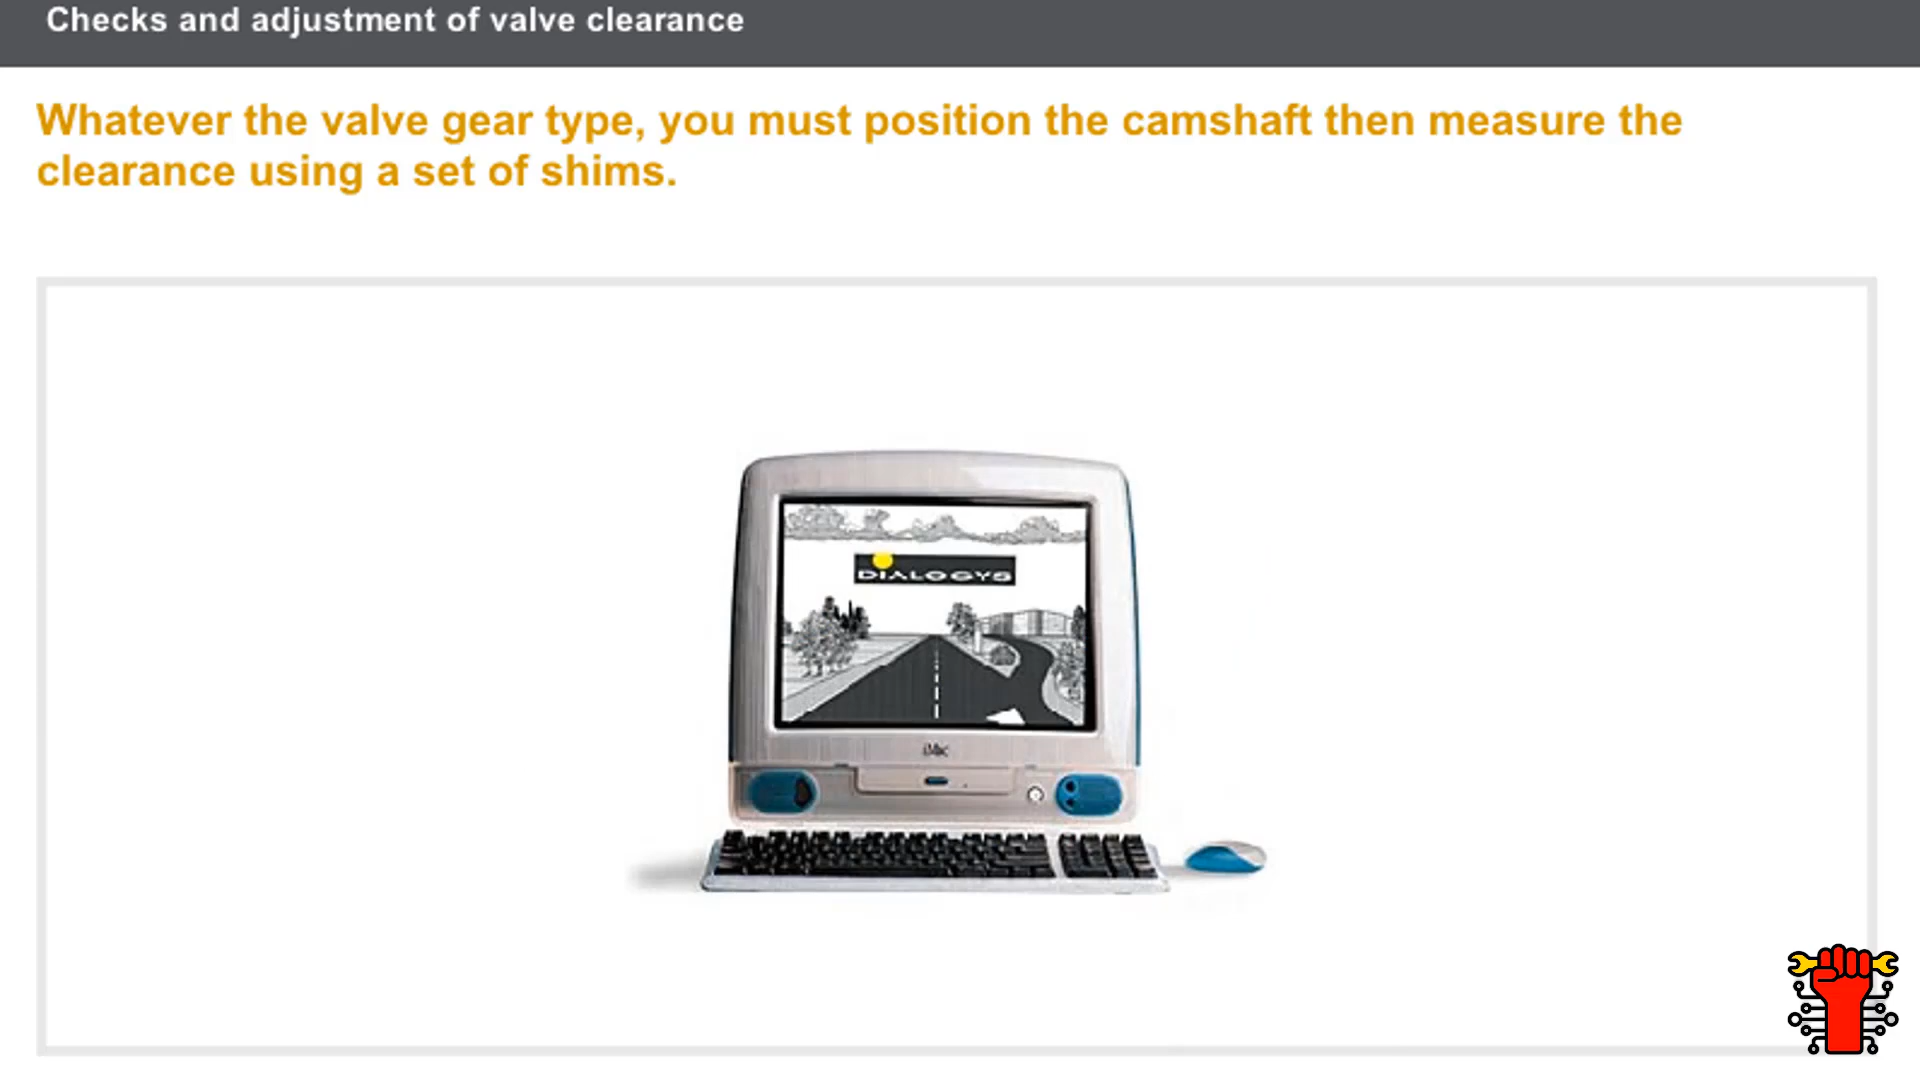 Checks and adjustment of valve clearance
Whatever the valve gear type, you must position the camshaft then measure the
clearance using a set of shims.
DIALOGYS
iMac